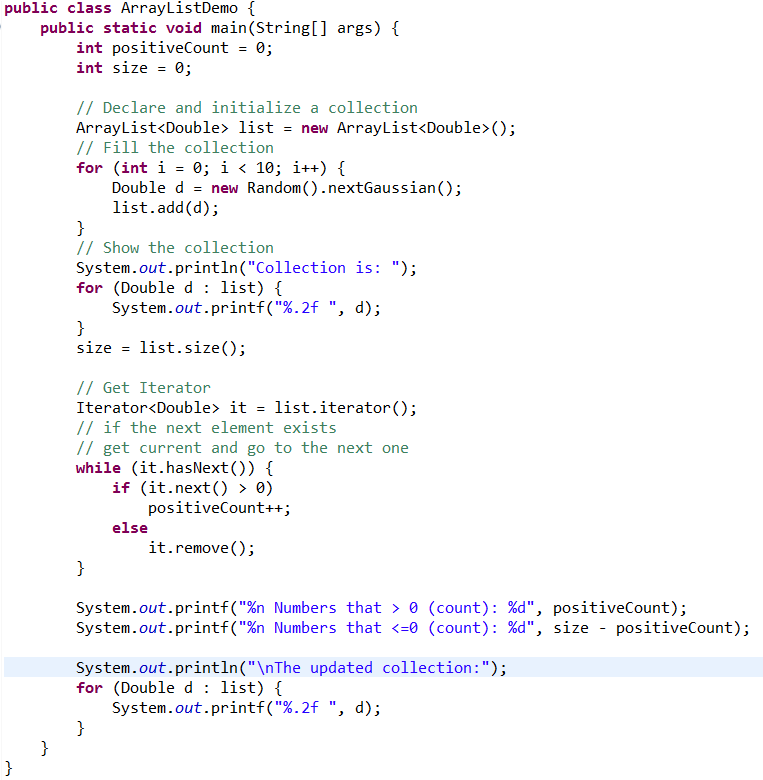 public class ArrayListDemo {
    public static void main(String[] args) {
        int positiveCount = 0;
        int size = 0;

        // Declare and initialize a collection
        ArrayList<Double> list = new ArrayList<Double>();
        // Fill the collection
        for (int i = 0; i < 10; i++) {
            Double d = new Random().nextGaussian();
            list.add(d);
        }
        // Show the collection
        System.out.println("Collection is: ");
        for (Double d : list) {
            System.out.printf("%.2f ", d);
        }
        size = list.size();

        // Get Iterator
        Iterator<Double> it = list.iterator();
        // if the next element exists
        // get current and go to the next one
        while (it.hasNext()) {
            if (it.next() > 0)
                positiveCount++;
            else
                it.remove();
        }

        System.out.printf("%n Numbers that > 0 (count): %d", positiveCount);
        System.out.printf("%n Numbers that <=0 (count): %d", size - positiveCount);

        System.out.println("\nThe updated collection:");
        for (Double d : list) {
            System.out.printf("%.2f ", d);
        }
    }
}